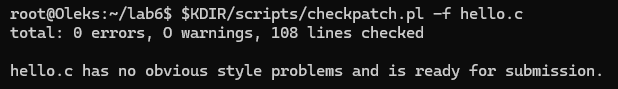 root@Oleks:~/lab6$ $KDIR/scripts/checkpatch.pl -f hello.c
total: 0 errors, 0 warnings, 108 lines checked

hello.c has no obvious style problems and is ready for submission.